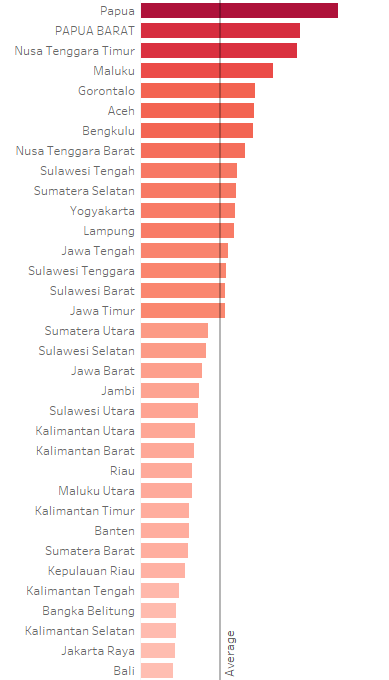 Papua
PAPUA BARAT
Nusa Tenggara Timur
Maluku
Gorontalo
Aceh
Bengkulu
Nusa Tenggara Barat
Sulawesi Tengah
Sumatera Selatan
Yogyakarta
Lampung
Jawa Tengah
Sulawesi Tenggara
Sulawesi Barat
Jawa Timur
Sumatera Utara
Sulawesi Selatan
Jawa Barat
Jambi
Sulawesi Utara
Kalimantan Utara
Kalimantan Barat
Riau
Maluku Utara
Kalimantan Timur
Banten
Sumatera Barat
Kepulauan Riau
Kalimantan Tengah
Bangka Belitung
Kalimantan Selatan
Jakarta Raya
Bali
Average